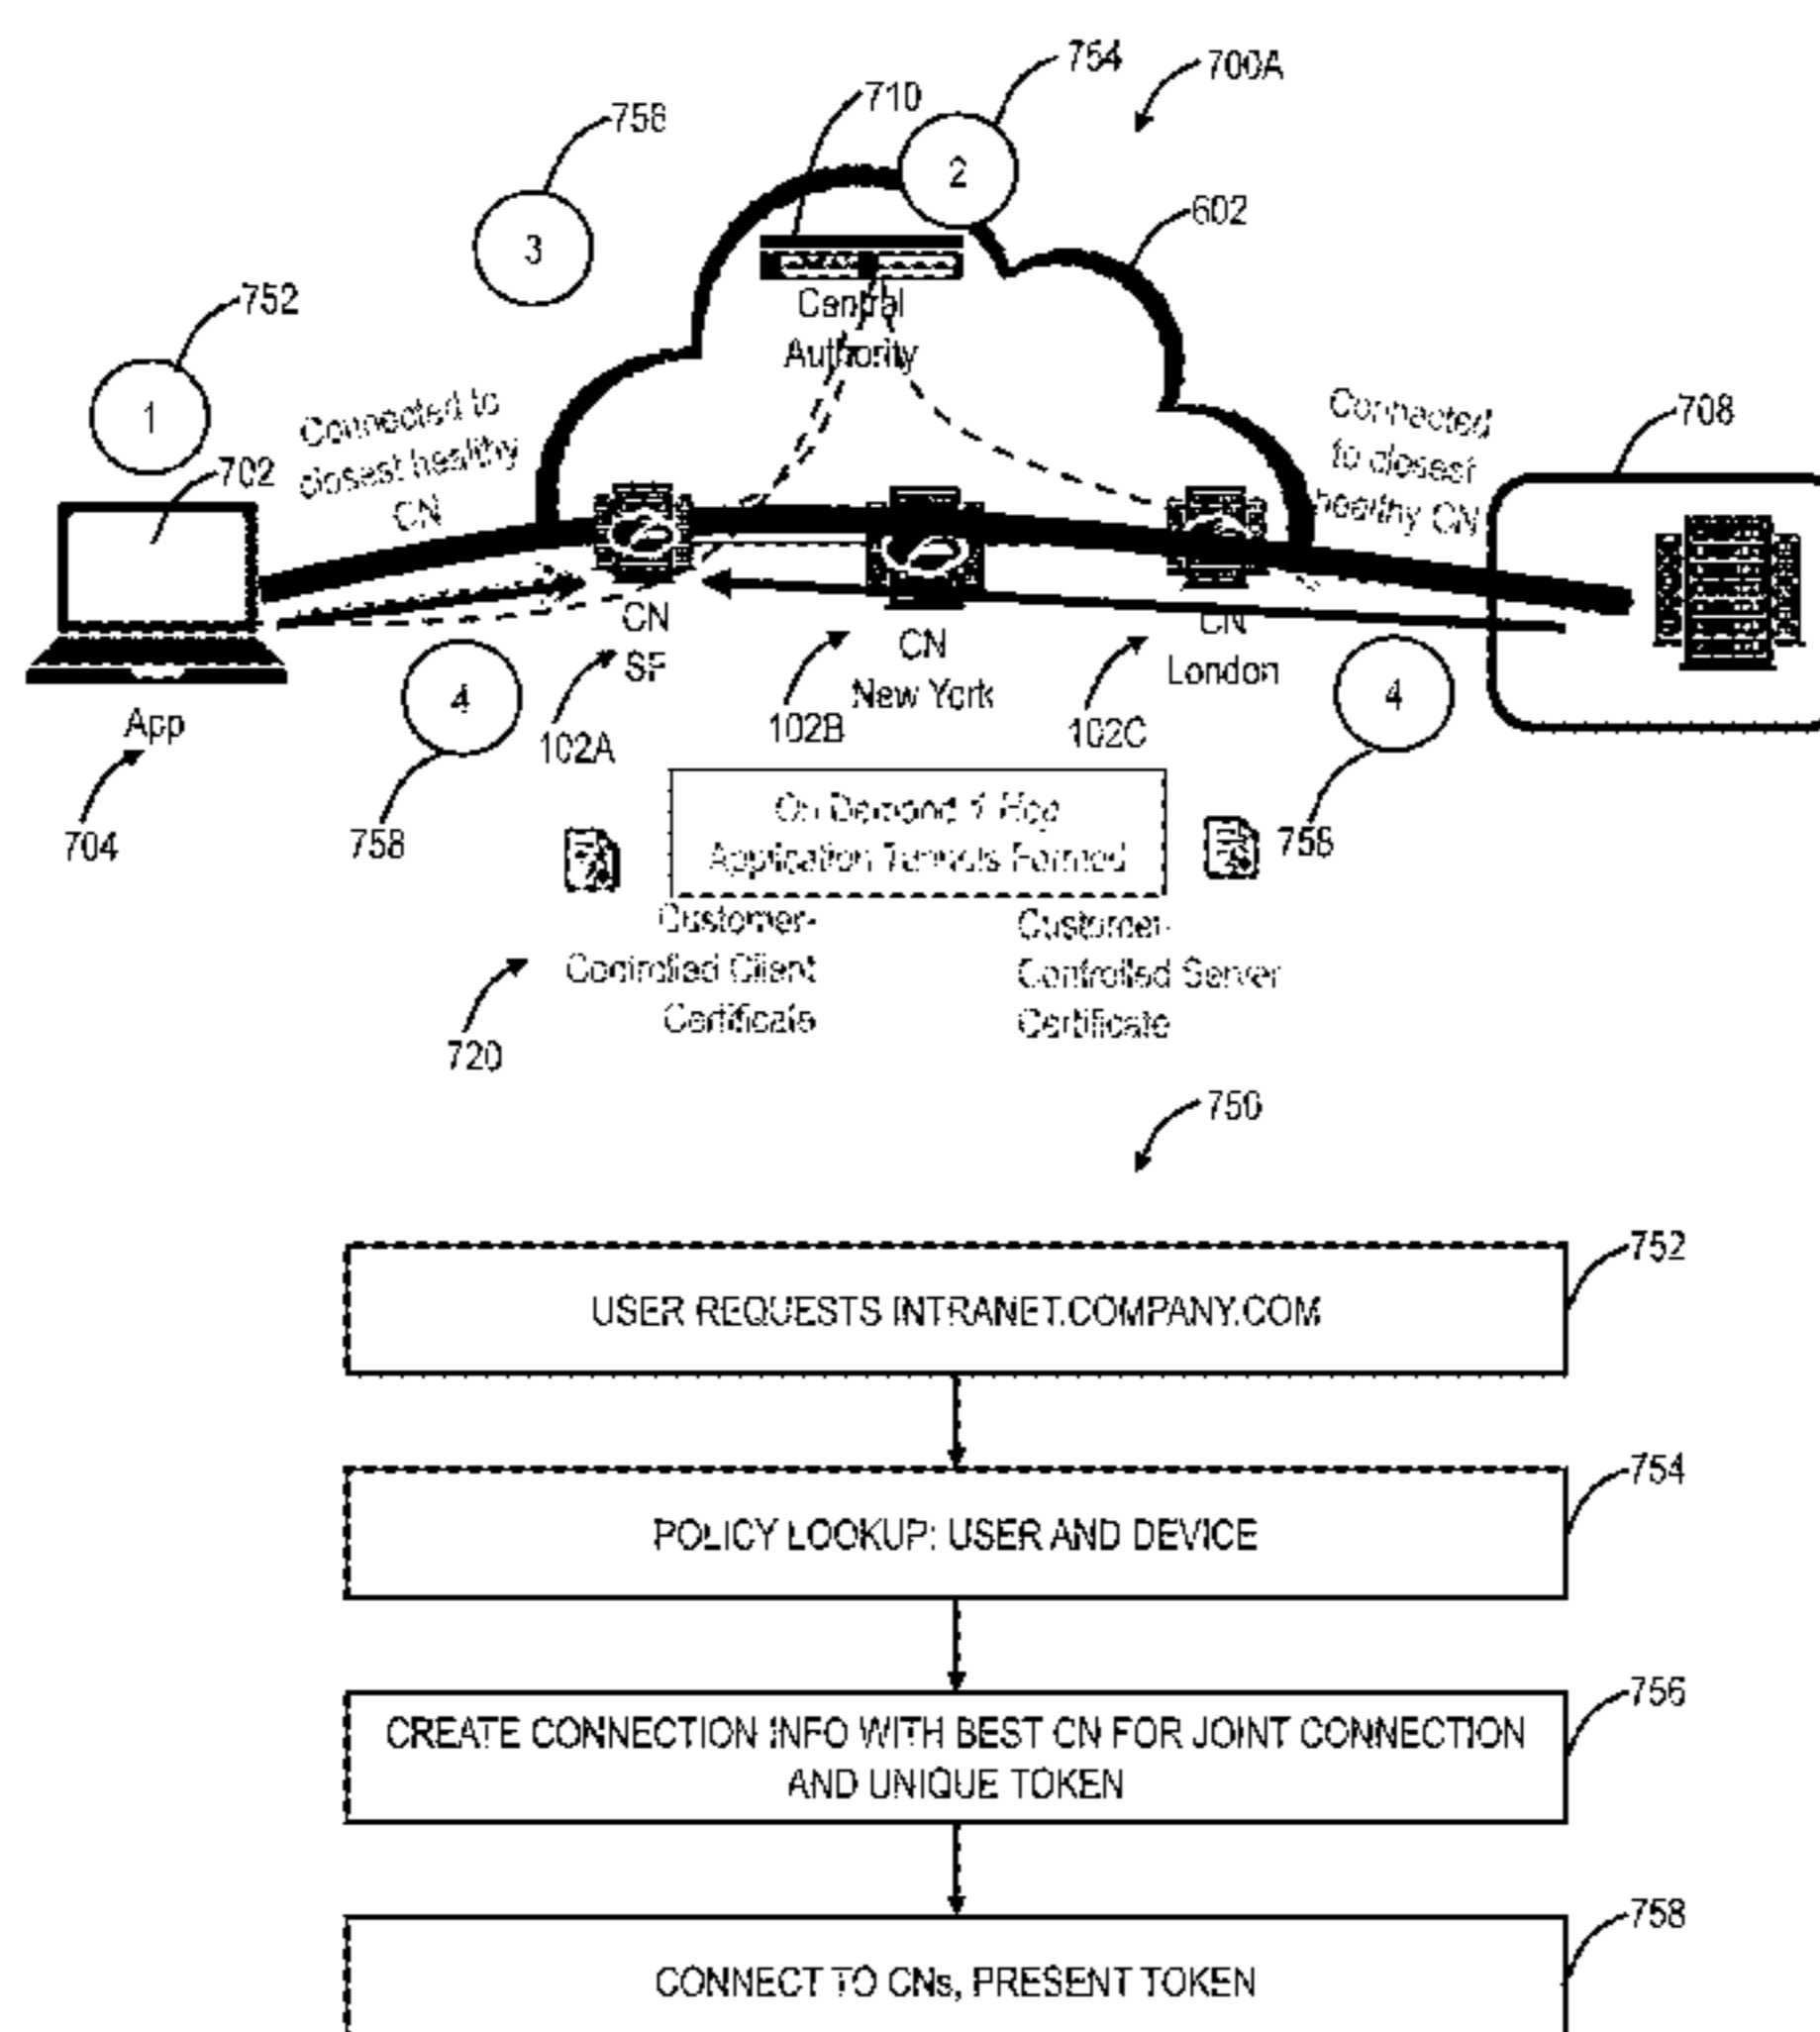 754
700A
710
756
2
602
3
752
Central
Authority
1
Connected to
closest healthy
CN
702
Connected
to closest
healthy CN
708
CN
SF
CN
New York
CN
London
4
4
App
102A
102B
102C
704
758
758
On Demand 1 Hop
Application Tunnels Formed
Customer-
Controlled Client
Certificate
Customer-
Controlled Server
Certificate
720
750
752
USER REQUESTS INTRANET.COMPANY.COM
754
POLICY LOOKUP: USER AND DEVICE
756
CREATE CONNECTION INFO WITH BEST CN FOR JOINT CONNECTION
AND UNIQUE TOKEN
758
CONNECT TO CNs, PRESENT TOKEN